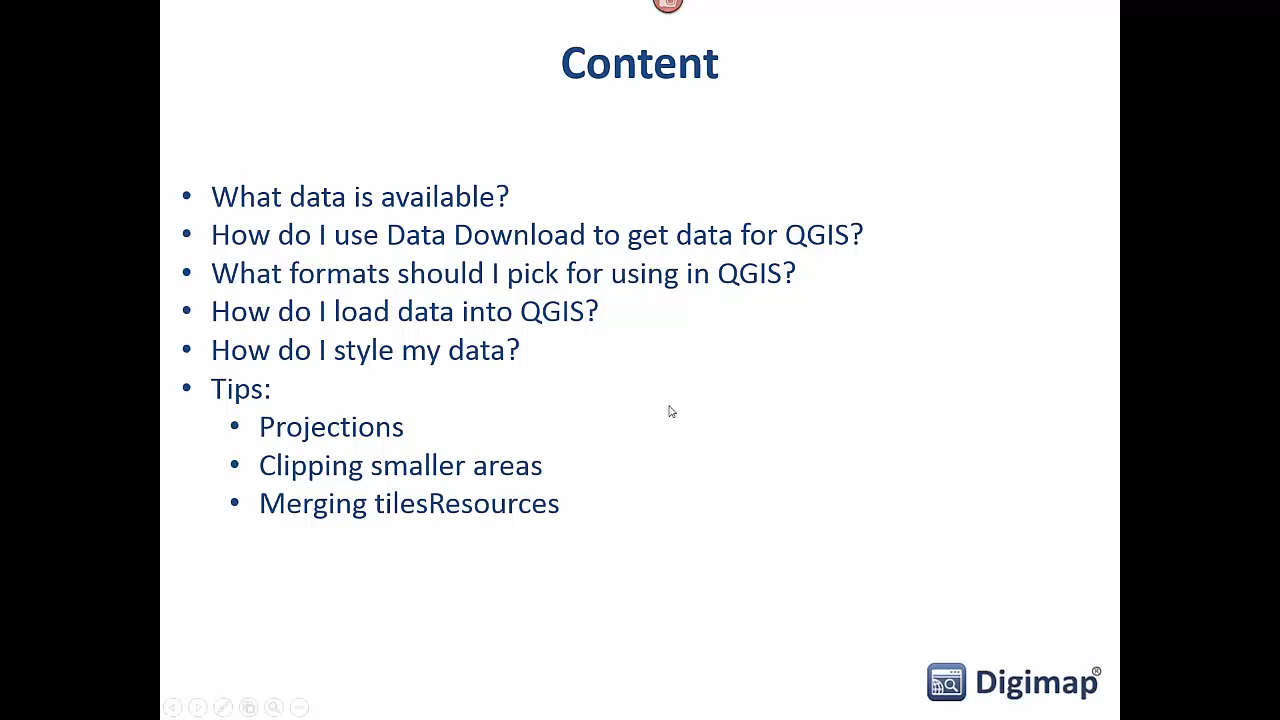 Content
• What data is available?
• How do I use Data Download to get data for QGIS?
• What formats should I pick for using in QGIS?
• How do I load data into QGIS?
• How do I style my data?
• Tips:
• Projections
• Clipping smaller areas
• Merging tilesResources
Digimap®